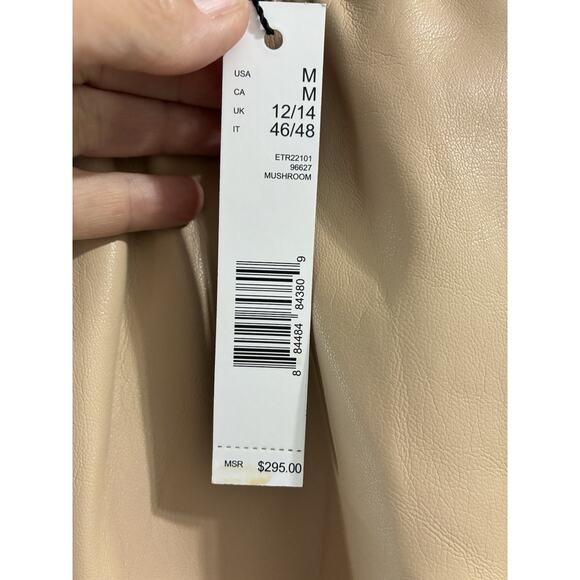 USA M
CA M
UK 12/14
IT 46/48
ETR22101
96627
MUSHROOM
8 84484 84380 9
MSR $295.00